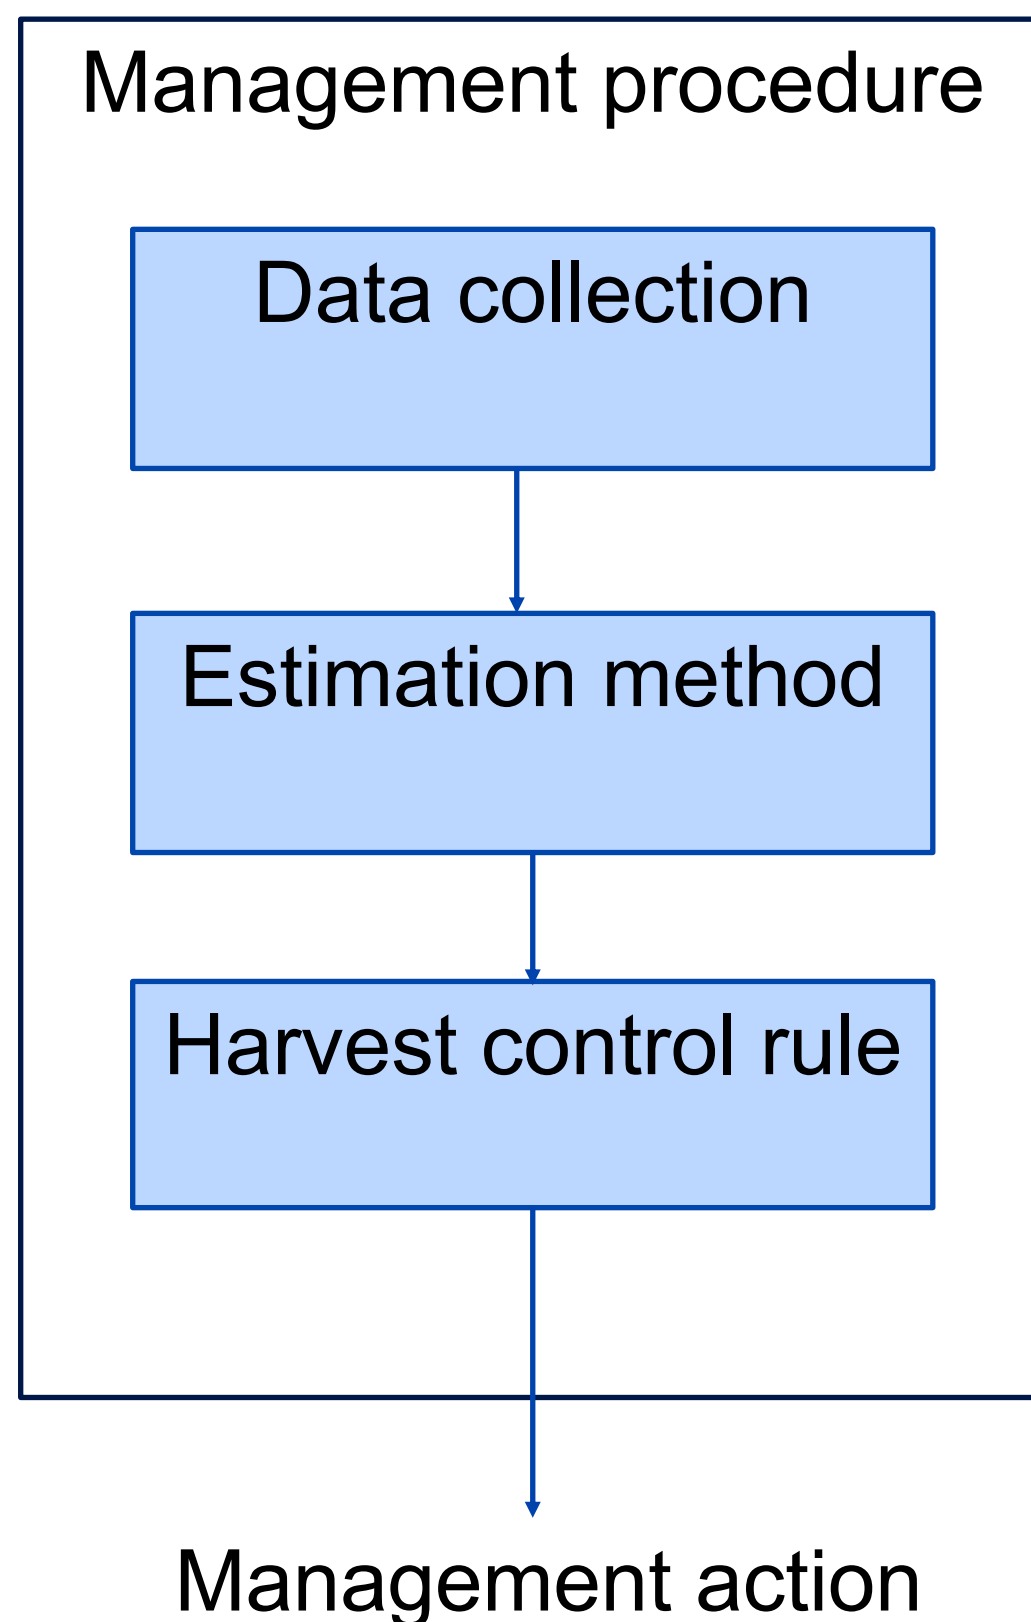 Management procedure
Data collection
Estimation method
Harvest control rule
Management action